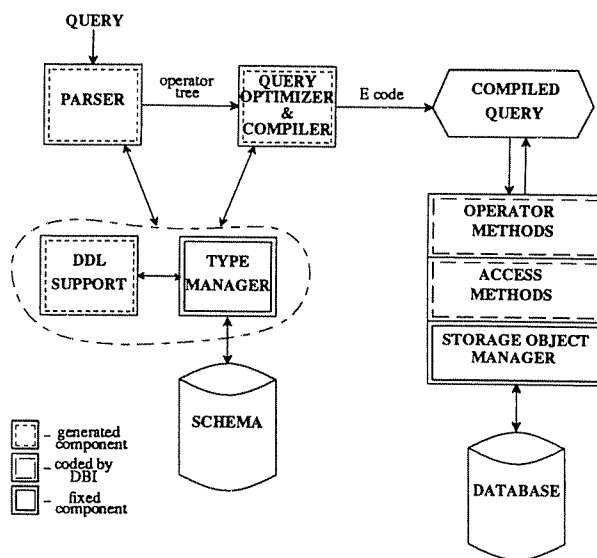 QUERY
PARSER
operator
tree
QUERY
OPTIMIZER
&
COMPILER
E code
COMPILED
QUERY
OPERATOR
METHODS
ACCESS
METHODS
STORAGE OBJECT
MANAGER
DDL
SUPPORT
TYPE
MANAGER
SCHEMA
DATABASE
- generated
component
- coded by
DBI
- fixed
component